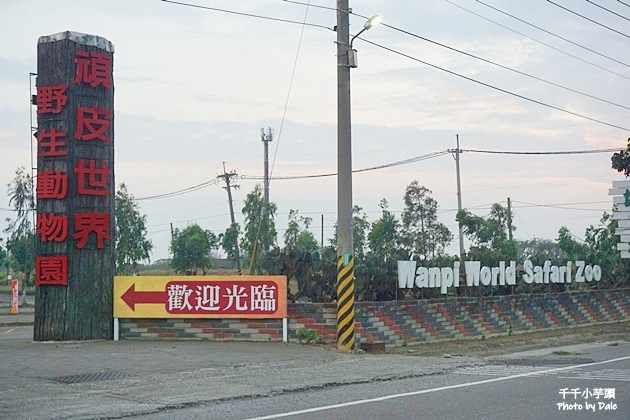 頑皮世界
野生動物園
歡迎光臨
Wanpi World Safari Zoo
千千小芋頭
Photo by Dale